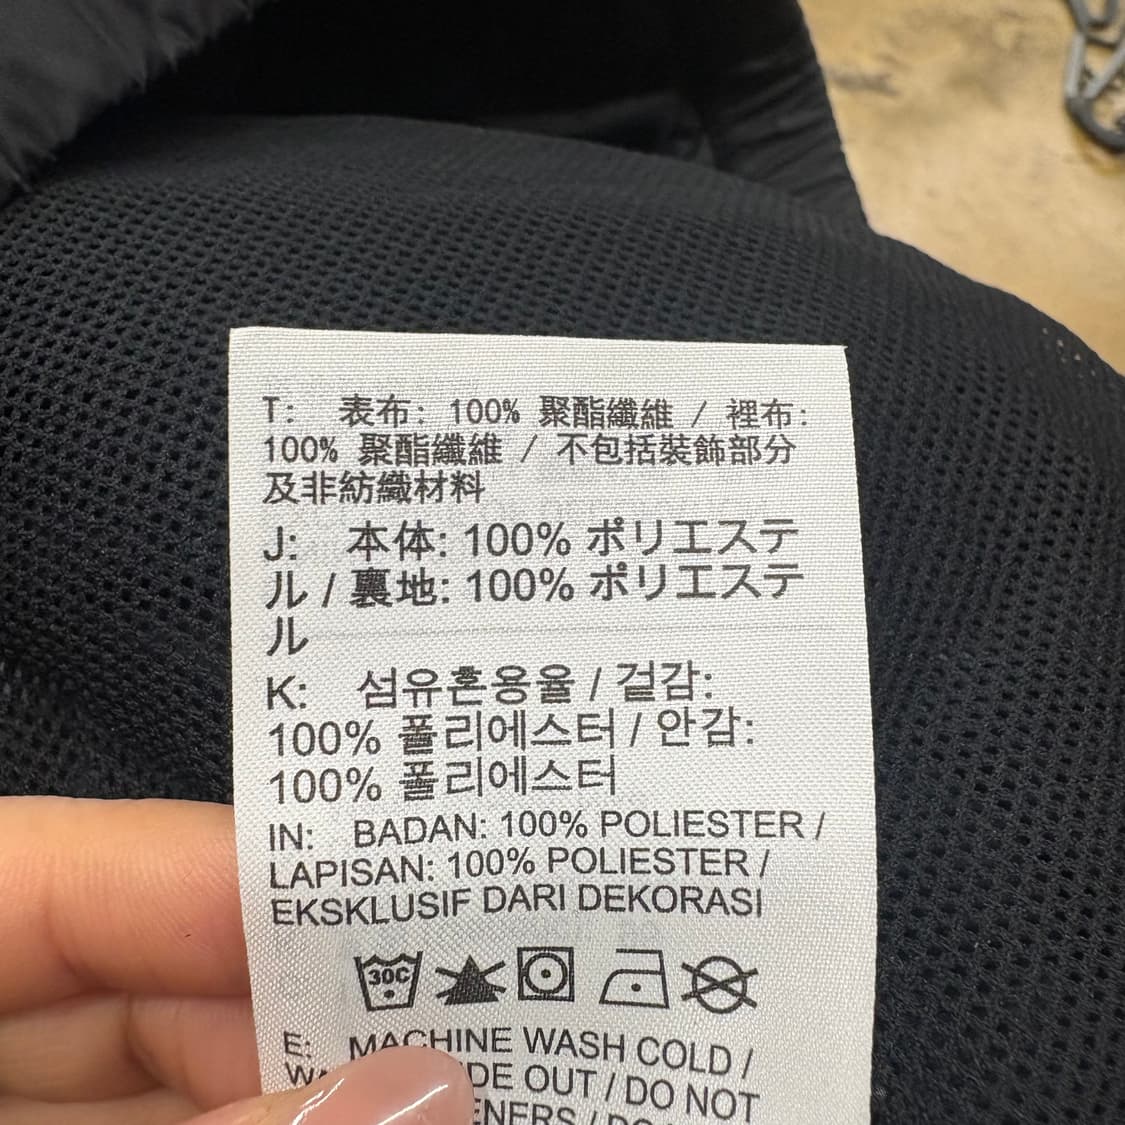 T: 表布: 100% 聚酯纖維 / 裡布:
100% 聚酯纖維 / 不包括裝飾部分
及非紡織材料
J: 本体: 100% ポリエステ
ル / 裏地: 100% ポリエステ
ル
K: 섬유혼용율 / 겉감:
100% 폴리에스터 / 안감:
100% 폴리에스터
IN: BADAN: 100% POLIESTER /
LAPISAN: 100% POLIESTER /
EKSKLUSIF DARI DEKORASI
30C
E: MACHINE WASH COLD /
OUT / DO NOT